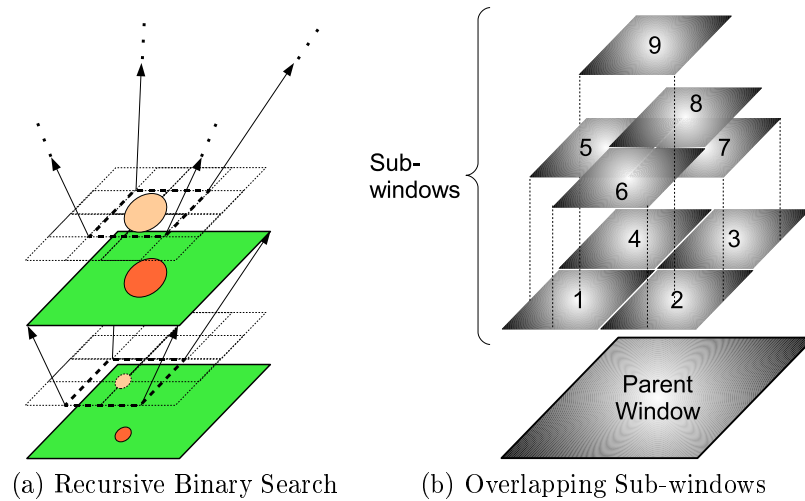 9
8
5
7
Sub-
windows
6
4
3
1
2
Parent
Window
(a) Recursive Binary Search
(b) Overlapping Sub-windows